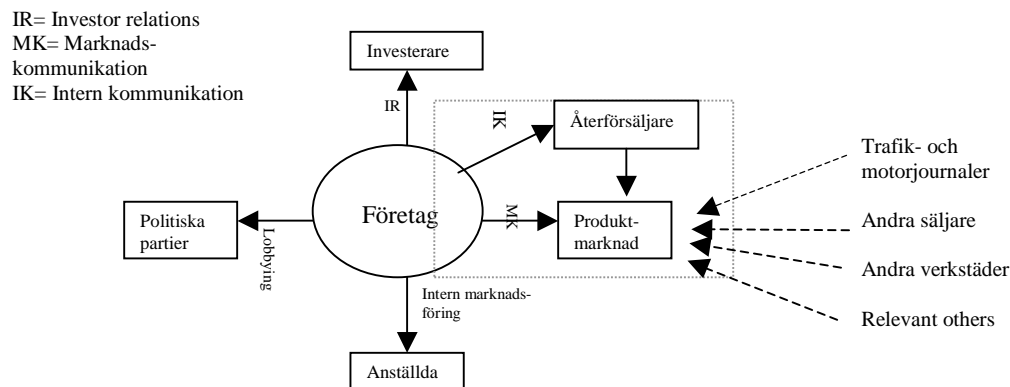 IR= Investor relations
MK= Marknads-
kommunikation
IK= Intern kommunikation
Investerare
IR
IK
Återförsäljare
Trafik- och
motorjournaler
Politiska
partier
Lobbying
Företag
MK
Produkt-
marknad
Andra säljare
Andra verkstäder
Intern marknads-
föring
Relevant others
Anställda